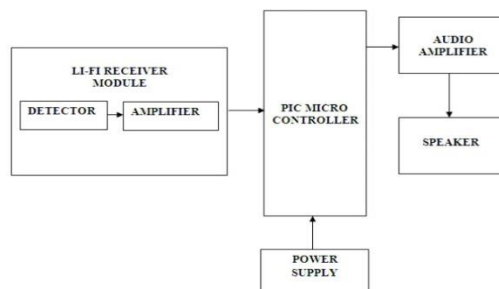 LI-FI RECEIVER
MODULE
DETECTOR
AMPLIFIER
PIC MICRO
CONTROLLER
AUDIO
AMPLIFIER
SPEAKER
POWER
SUPPLY